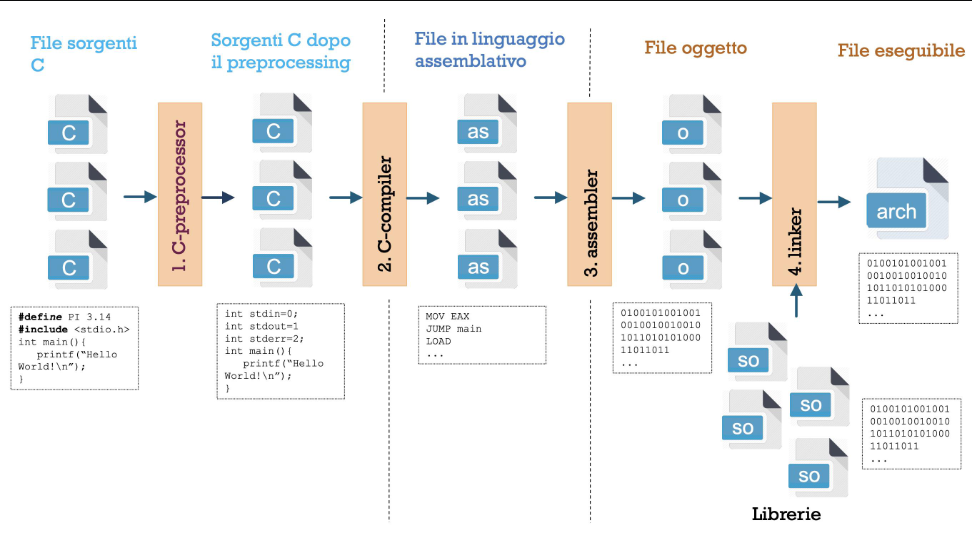 File sorgenti
C
Sorgenti C dopo
il preprocessing
File in linguaggio
assemblativo
File oggetto
File eseguibile
C
C
C
1. C-preprocessor
C
C
C
2. C-compiler
as
as
as
3. assembler
o
o
o
4. linker
arch
#define PI 3.14
#include <stdio.h>
int main(){
printf(“Hello
World!\n”);
}
int stdin=0;
int stdout=1
int stderr=2;
int main(){
printf(“Hello
World!\n”);
}
MOV EAX
JUMP main
LOAD
...
0100101001001
0010010010010
1011010101000
11011011
...
0100101001001
0010010010010
1011010101000
11011011
...
so
so
so
so
0100101001001
0010010010010
1011010101000
11011011
...
Librerie